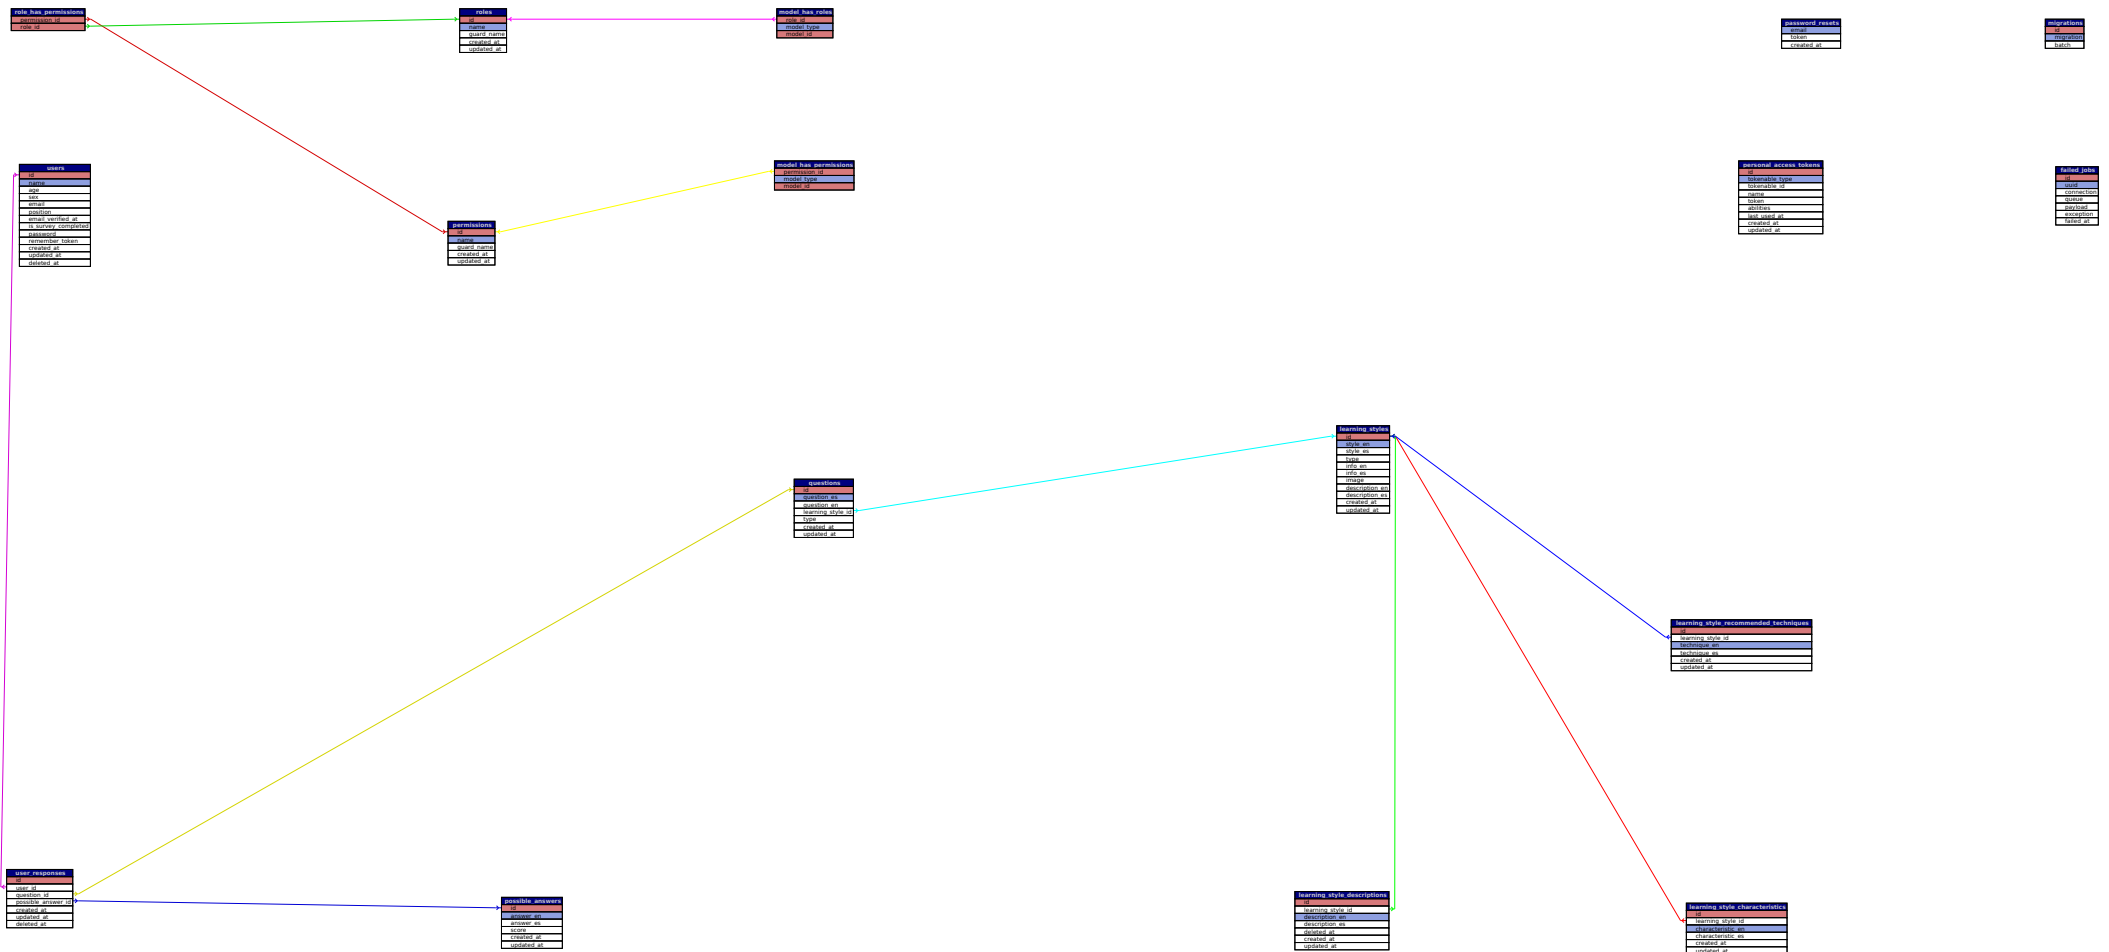 role_has_permissions
permission_id
role_id
roles
id
name
guard_name
created_at
updated_at
model_has_roles
role_id
model_type
model_id
password_resets
email
token
created_at
migrations
id
migration
batch
users
id
name
age
sex
email
position
email_verified_at
is_survey_completed
password
remember_token
created_at
updated_at
deleted_at
permissions
id
name
guard_name
created_at
updated_at
model_has_permissions
permission_id
model_type
model_id
personal_access_tokens
id
tokenable_type
tokenable_id
name
token
abilities
last_used_at
created_at
updated_at
failed_jobs
id
uuid
connection
queue
payload
exception
failed_at
questions
id
question_es
question_en
learning_style_id
type
created_at
updated_at
learning_styles
id
style_en
style_es
type
info_en
info_es
image
description_en
description_es
created_at
updated_at
learning_style_recommended_techniques
id
learning_style_id
technique_en
technique_es
created_at
updated_at
user_responses
id
user_id
question_id
possible_answer_id
created_at
updated_at
deleted_at
possible_answers
id
answer_en
answer_es
score
created_at
updated_at
learning_style_descriptions
id
learning_style_id
description_en
description_es
deleted_at
created_at
updated_at
learning_style_characteristics
id
learning_style_id
characteristic_en
characteristic_es
created_at
updated_at